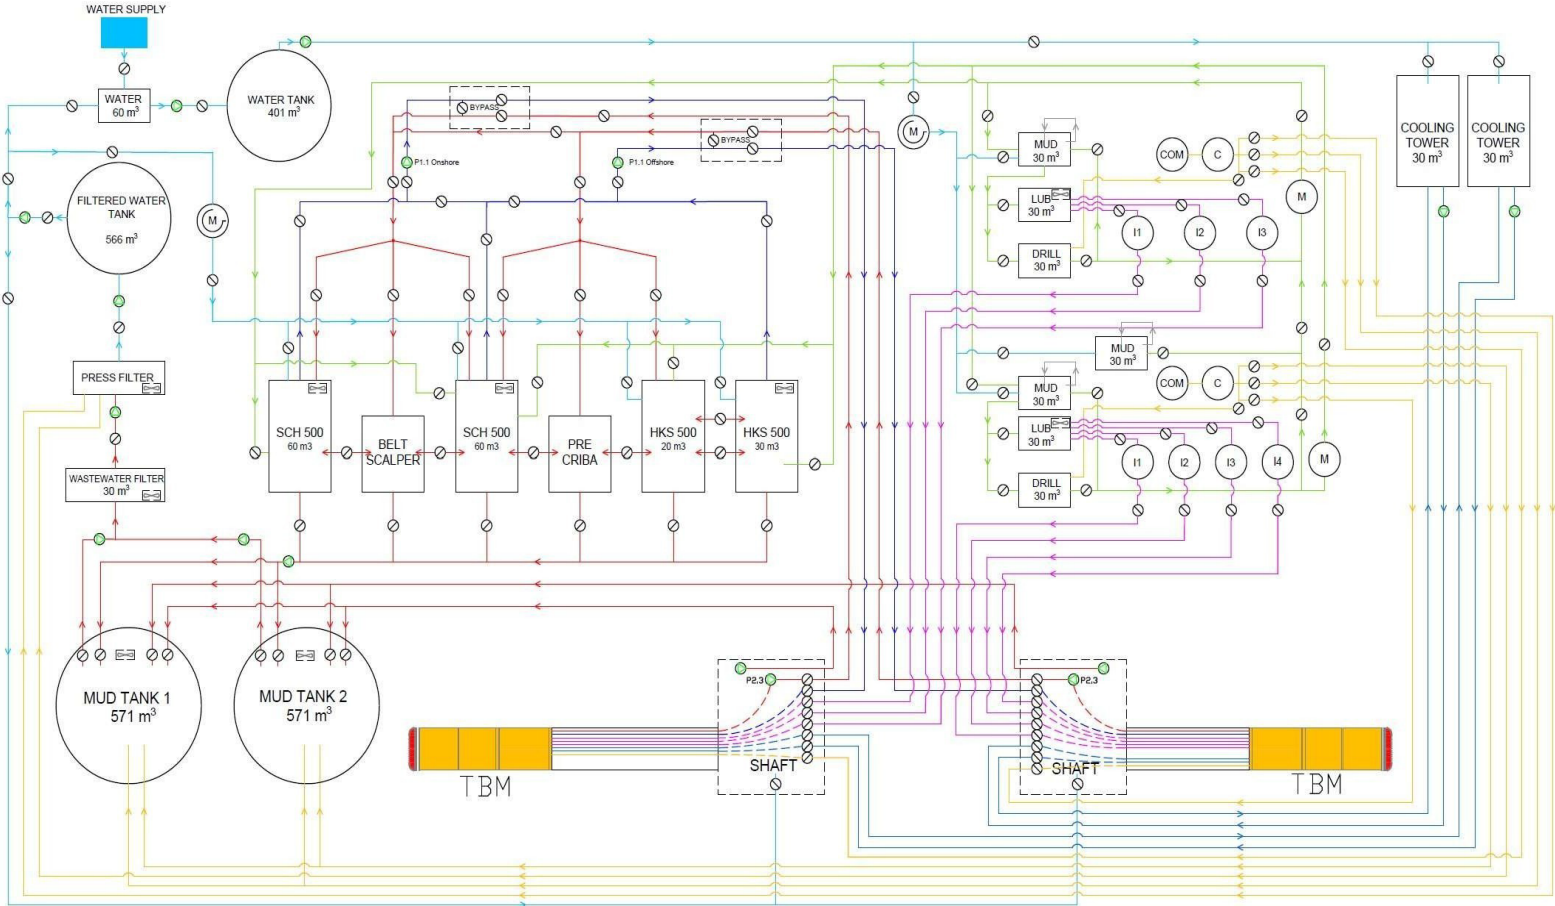 WATER SUPPLY
WATER
60 m³
WATER TANK
401 m³
FILTERED WATER
TANK
566 m³
M
PRESS FILTER
WASTEWATER FILTER
30 m³
MUD TANK 1
571 m³
MUD TANK 2
571 m³
BYPASS
BYPASS
P1.1 Onshore
P1.1 Offshore
SCH 500
60 m3
BELT
SCALPER
SCH 500
60 m3
PRE
CRIBA
HKS 500
20 m3
HKS 500
30 m3
M
MUD
30 m³
COM
C
LUB
30 m³
I1
I2
I3
M
DRILL
30 m³
MUD
30 m³
MUD
30 m³
COM
C
LUB
30 m³
I1
I2
I3
I4
M
DRILL
30 m³
COOLING
TOWER
30 m³
COOLING
TOWER
30 m³
P2.3
SHAFT
TBM
P2.3
SHAFT
TBM